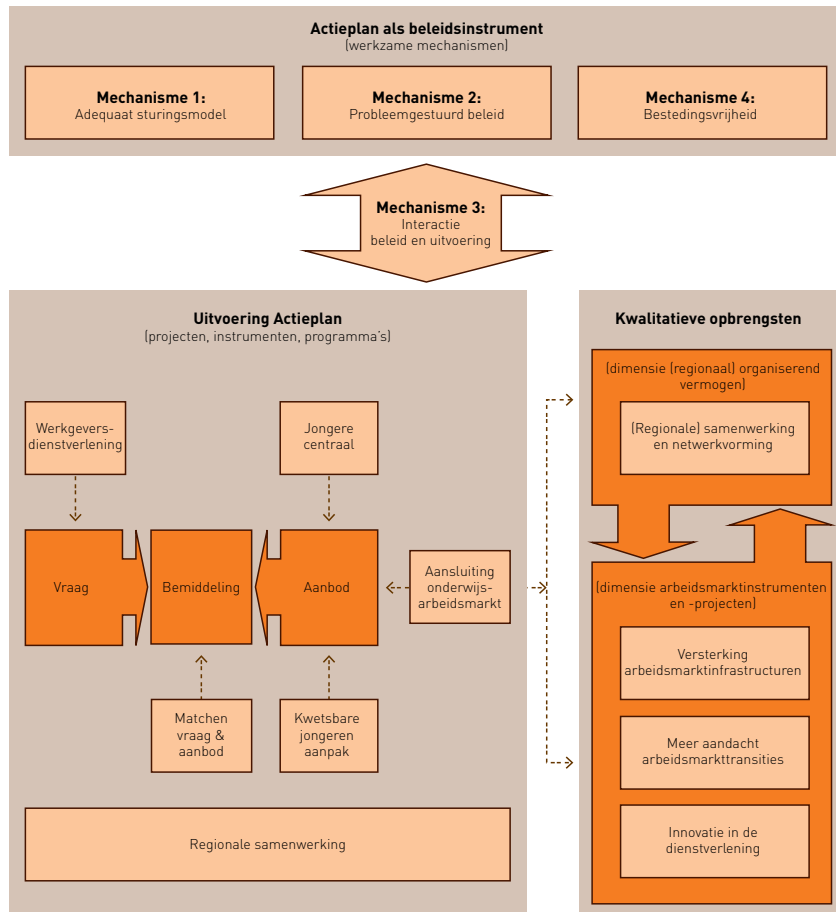 Actieplan als beleidsinstrument
(werkzame mechanismen)
Mechanisme 1:
Adequaat sturingsmodel
Mechanisme 2:
Probleemgestuurd beleid
Mechanisme 4:
Bestedingsvrijheid
Mechanisme 3:
Interactie
beleid en uitvoering
Uitvoering Actieplan
(projecten, instrumenten, programma's)
Werkgevers-
dienstverlening
Jongere
centraal
Vraag
Bemiddeling
Aanbod
Aansluiting
onderwijs-
arbeidsmarkt
Matchen
vraag &
aanbod
Kwetsbare
jongeren
aanpak
Regionale samenwerking
Kwalitatieve opbrengsten
(dimensie (regionaal) organiserend
vermogen)
(Regionale) samenwerking
en netwerkvorming
(dimensie arbeidsmarktinstrumenten
en -projecten)
Versterking
arbeidsmarktinfrastructuren
Meer aandacht
arbeidsmarkttransities
Innovatie in de
dienstverlening